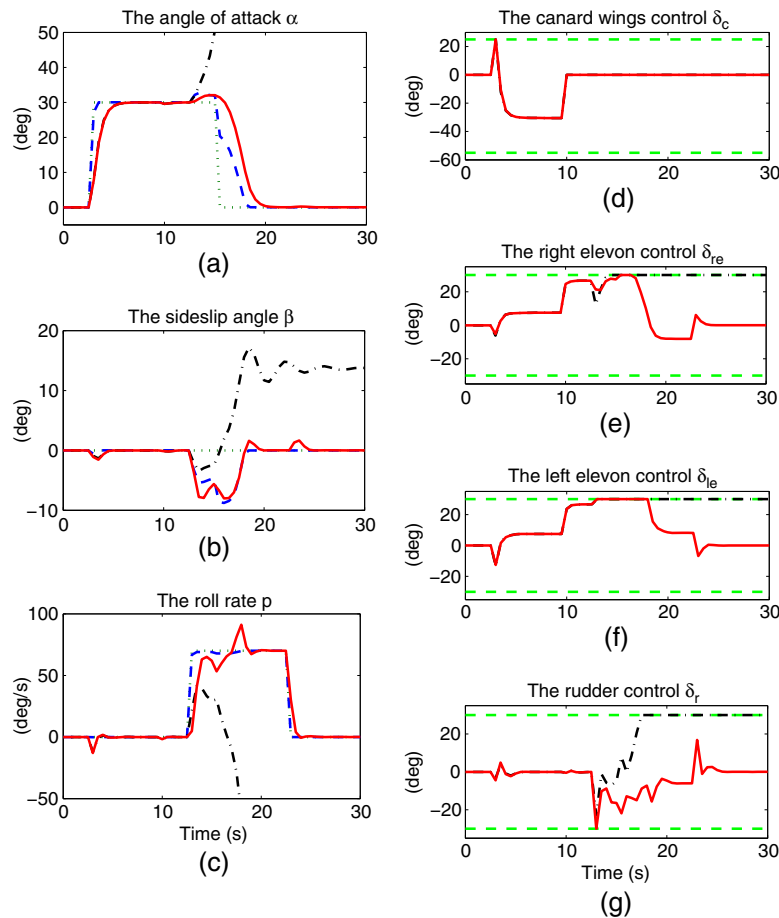 The angle of attack α
50
40
30
20
10
0
(deg)
0 10 20 30
(a)
The sideslip angle β
20
10
0
−10
(deg)
0 10 20 30
(b)
The roll rate p
100
50
0
−50
(deg/s)
0 10 20 30
Time (s)
(c)
The canard wings control δc
20
0
−20
−40
−60
(deg)
0 10 20 30
(d)
The right elevon control δre
20
0
−20
(deg)
0 10 20 30
(e)
The left elevon control δle
20
0
−20
(deg)
0 10 20 30
(f)
The rudder control δr
20
0
−20
(deg)
0 10 20 30
Time (s)
(g)